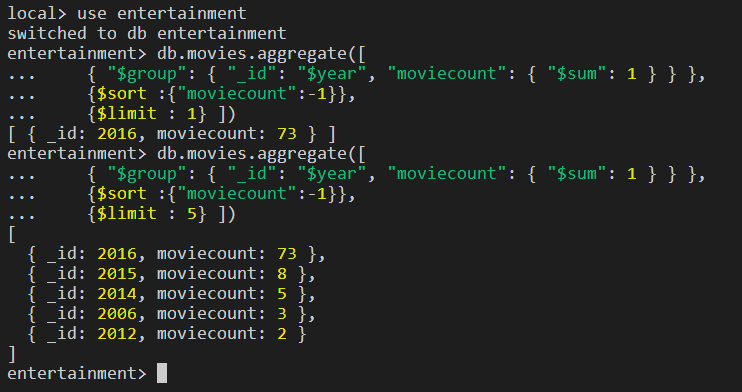 local> use entertainment
switched to db entertainment
entertainment> db.movies.aggregate([
...     { "$group": { "_id": "$year", "moviecount": { "$sum": 1 } } },
...     {$sort :{"moviecount":-1}},
...     {$limit : 1} ])
[ { _id: 2016, moviecount: 73 } ]
entertainment> db.movies.aggregate([
...     { "$group": { "_id": "$year", "moviecount": { "$sum": 1 } } },
...     {$sort :{"moviecount":-1}},
...     {$limit : 5} ])
[
  { _id: 2016, moviecount: 73 },
  { _id: 2015, moviecount: 8 },
  { _id: 2014, moviecount: 5 },
  { _id: 2006, moviecount: 3 },
  { _id: 2012, moviecount: 2 }
]
entertainment>